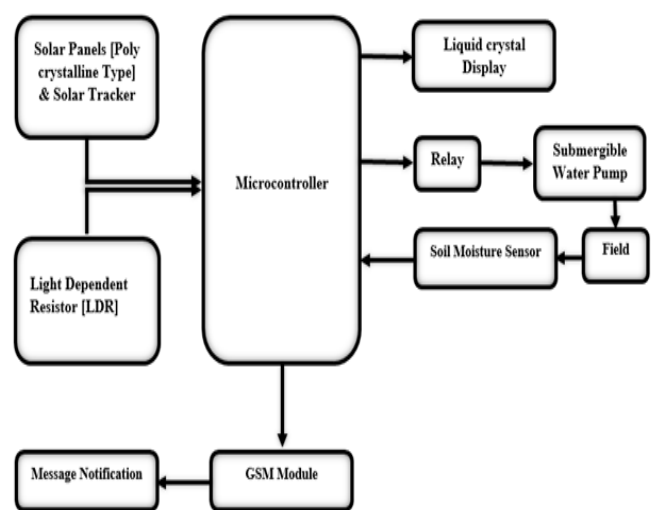 Solar Panels [Poly
crystalline Type]
& Solar Tracker
Liquid crystal
Display
Microcontroller
Relay
Submergible
Water Pump
Soil Moisture Sensor
Field
Light Dependent
Resistor [LDR]
Message Notification
GSM Module